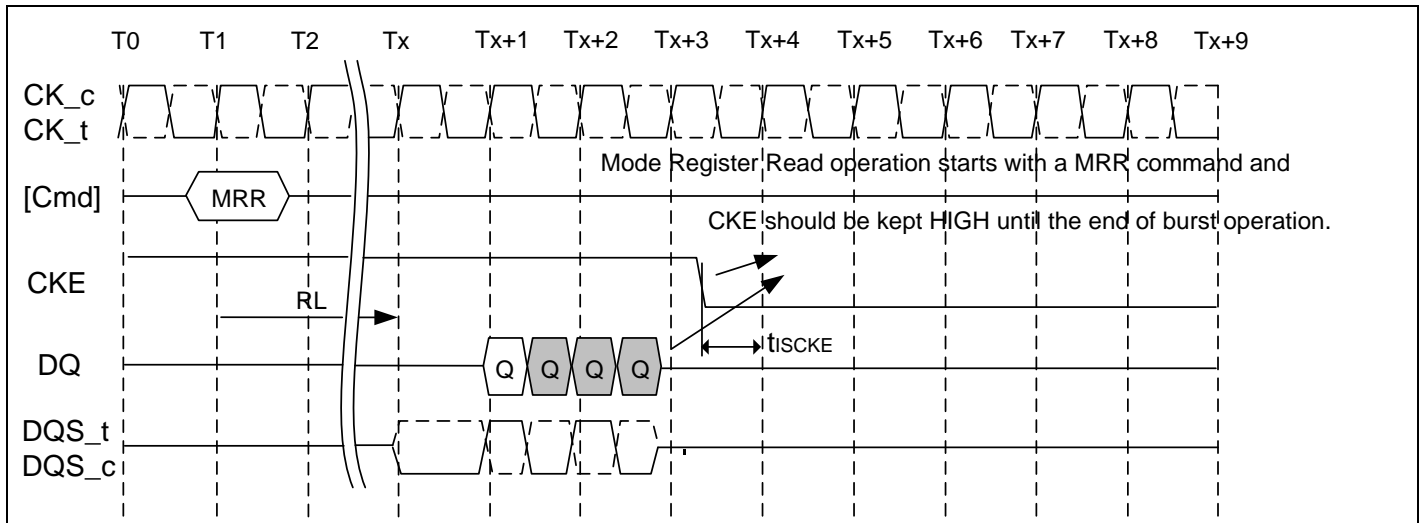 T0 T1 T2 Tx Tx+1 Tx+2 Tx+3 Tx+4 Tx+5 Tx+6 Tx+7 Tx+8 Tx+9
CK_c
CK_t
Mode Register Read operation starts with a MRR command and
[Cmd] MRR
CKE should be kept HIGH until the end of burst operation.
CKE
RL
tISCKE
DQ Q Q Q Q
DQS_t
DQS_c